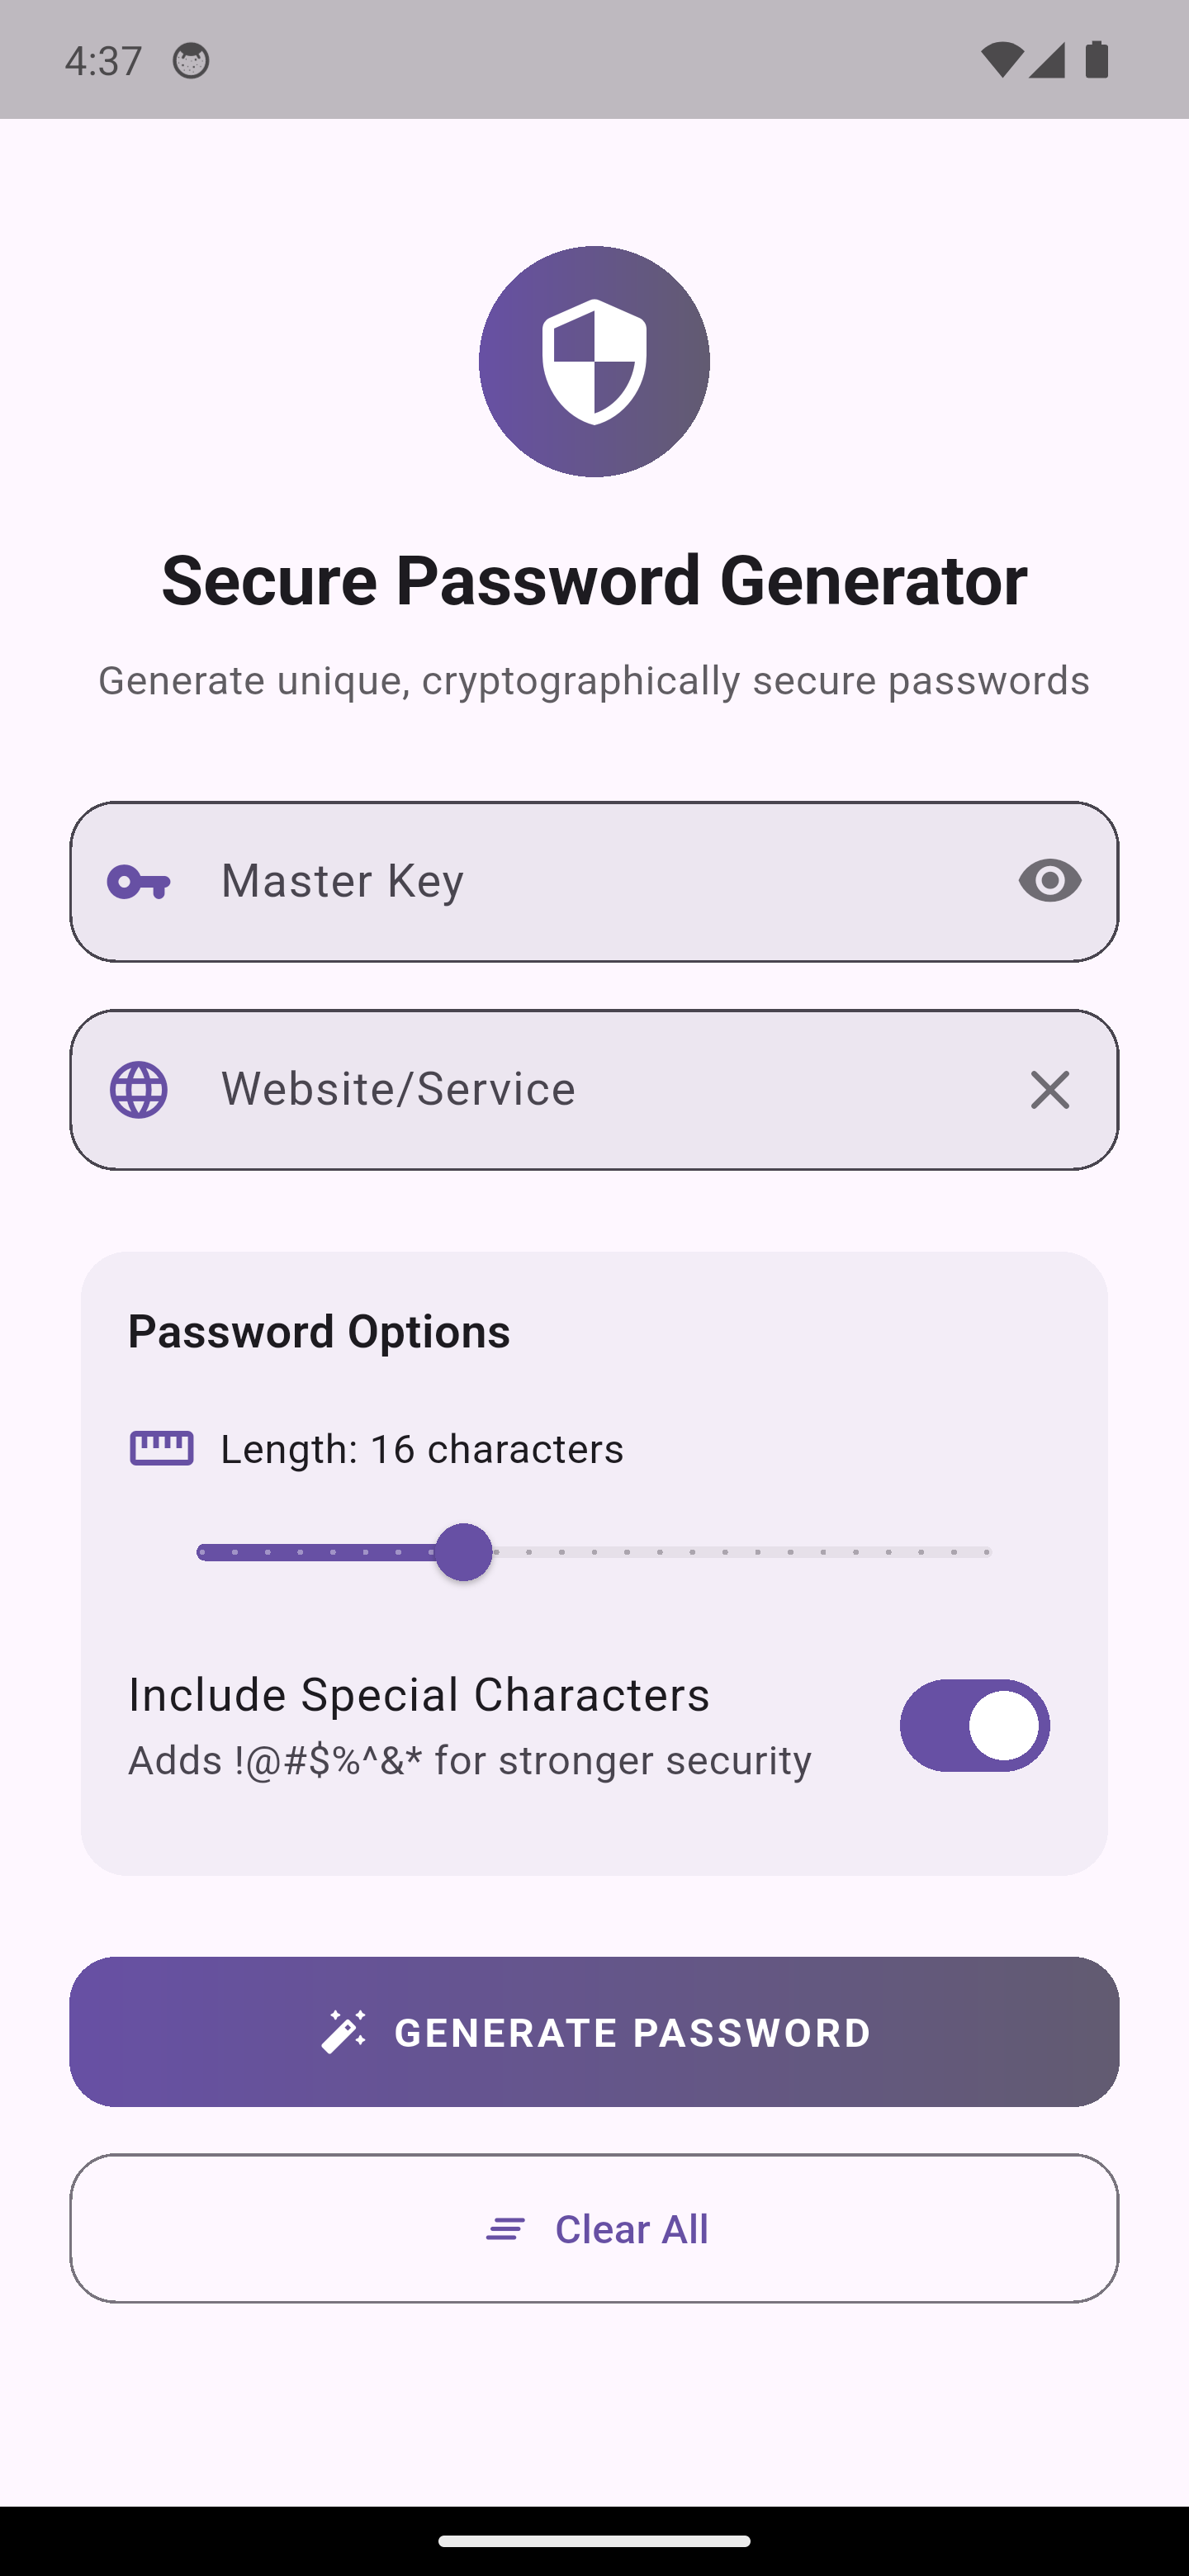 4:37
Secure Password Generator
Generate unique, cryptographically secure passwords
Master Key
Website/Service
Password Options
Length: 16 characters
Include Special Characters
Adds !@#$%^&* for stronger security
GENERATE PASSWORD
Clear All